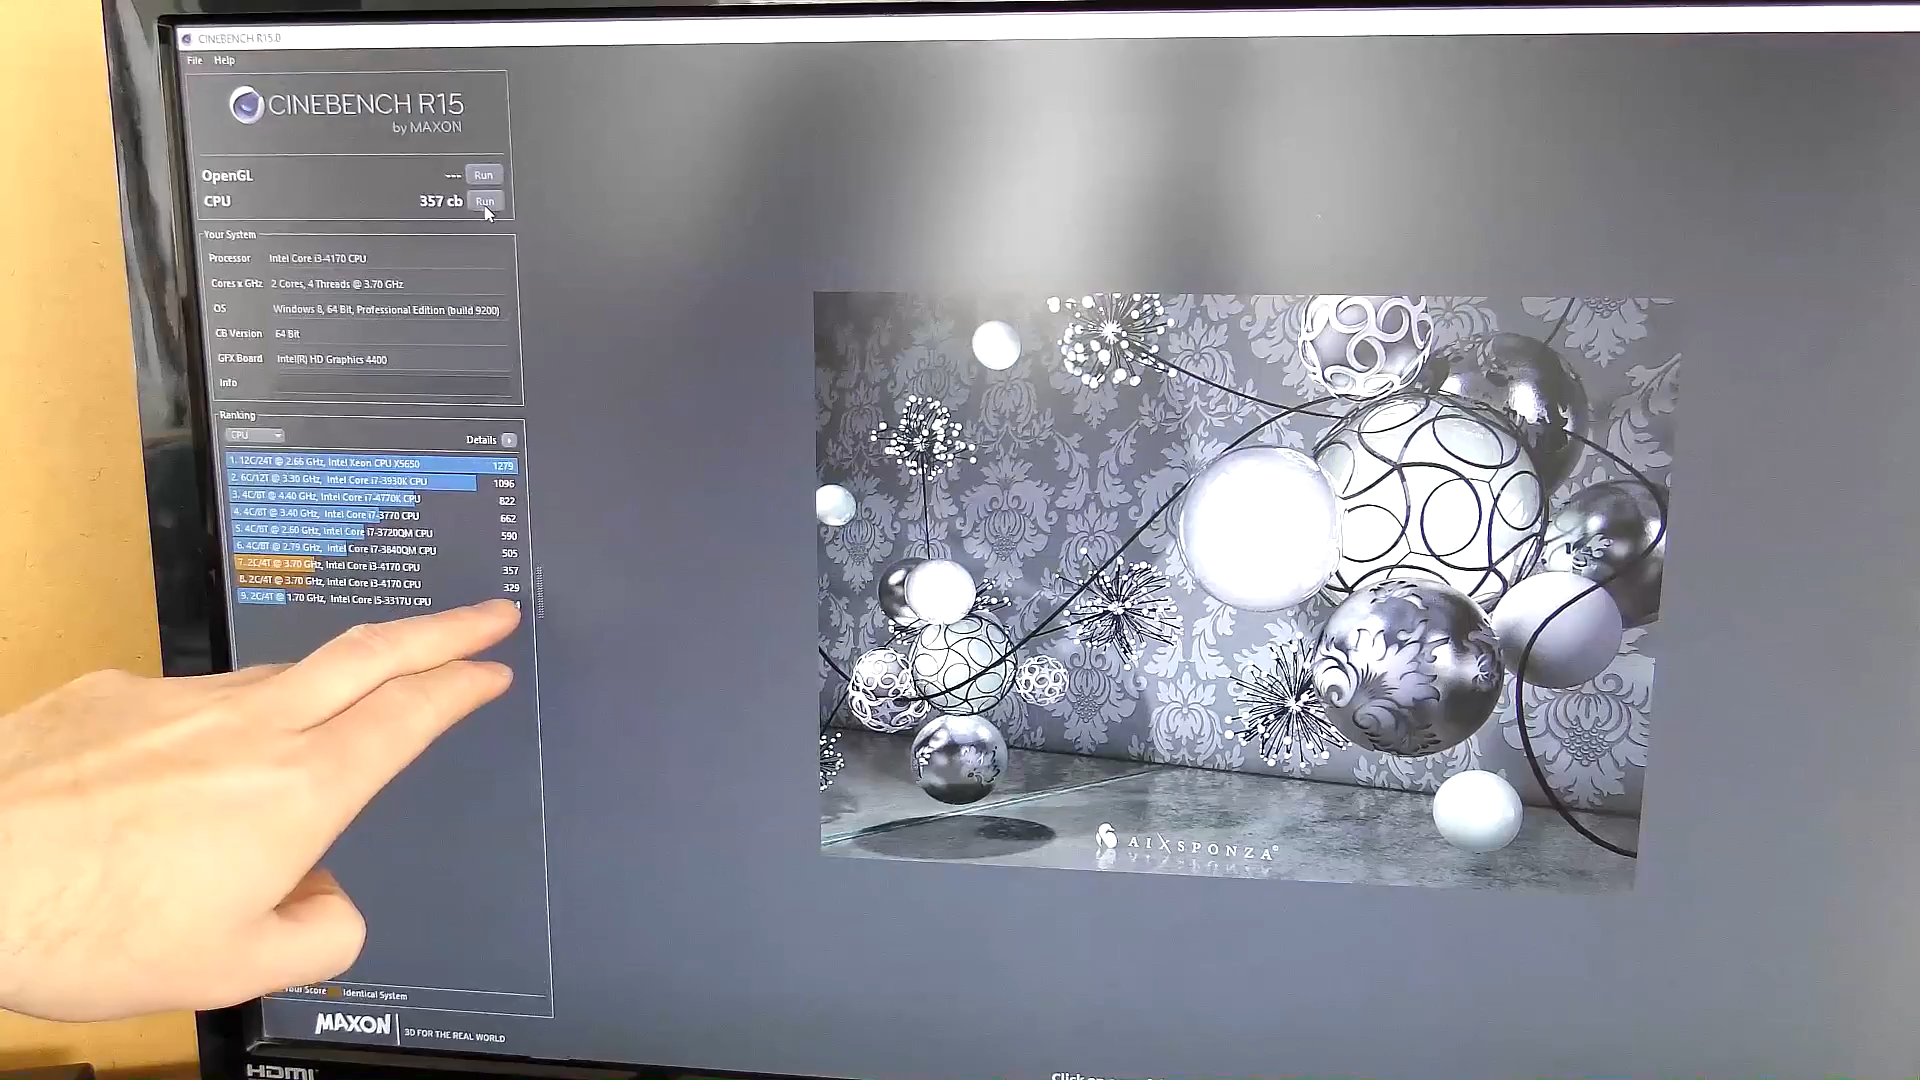 CINEBENCH R15.0
File Help
CINEBENCH R15
by MAXON
OpenGL --- Run
CPU 357 cb Run
Your System
Processor Intel Core i3-4170 CPU
Cores x GHz 2 Cores, 4 Threads @ 3.70 GHz
OS Windows 8, 64 Bit, Professional Edition (build 9200)
CB Version 64 Bit
GFX Board Intel(R) HD Graphics 4400
Info
Ranking
CPU Details
1. 12C/24T @ 2.66 GHz, Intel Xeon CPU X5650 1279
2. 6C/12T @ 3.30 GHz, Intel Core i7-3930K CPU 1096
3. 4C/8T @ 4.40 GHz, Intel Core i7-4770K CPU 822
4. 4C/8T @ 3.40 GHz, Intel Core i7-3770 CPU 662
5. 4C/8T @ 2.60 GHz, Intel Core i7-3720QM CPU 590
6. 4C/8T @ 2.79 GHz, Intel Core i7-3840QM CPU 505
7. 2C/4T @ 3.70 GHz, Intel Core i3-4170 CPU 357
8. 2C/4T @ 3.70 GHz, Intel Core i3-4170 CPU 329
9. 2C/4T @ 1.70 GHz, Intel Core i5-3317U CPU
AIXSPONZA©
Your Score Identical System
MAXON 3D FOR THE REAL WORLD
HDMI
Click on